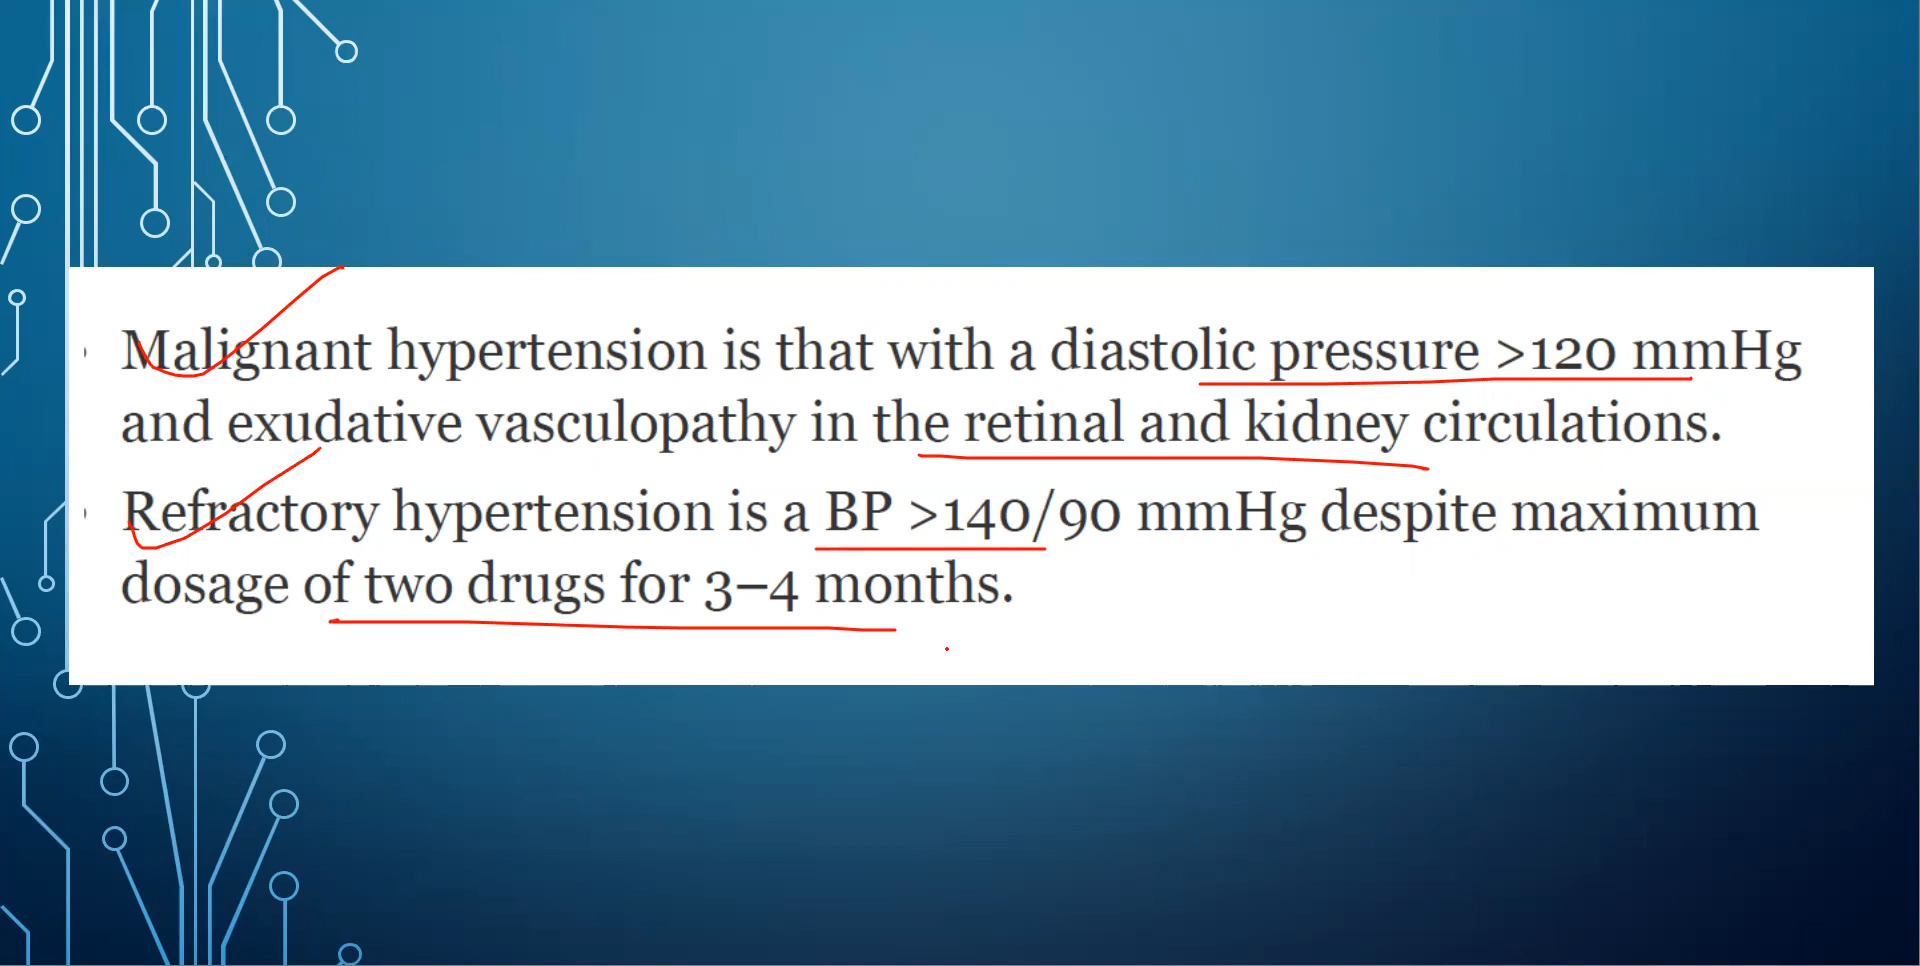 Malignant hypertension is that with a diastolic pressure >120 mmHg
and exudative vasculopathy in the retinal and kidney circulations.
Refractory hypertension is a BP >140/90 mmHg despite maximum
dosage of two drugs for 3–4 months.